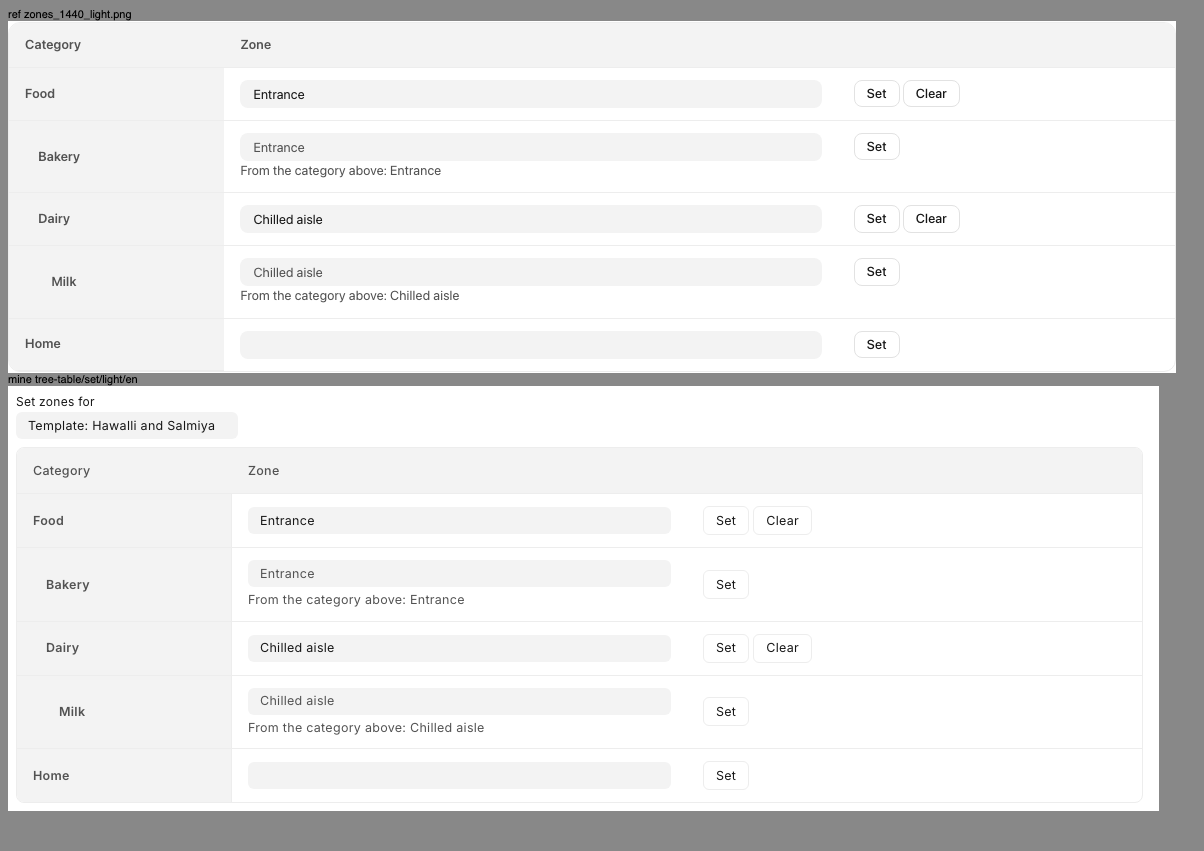 ref zones_1440_light.png
Category Zone
Food Entrance Set Clear
Bakery Entrance Set
From the category above: Entrance
Dairy Chilled aisle Set Clear
Milk Chilled aisle Set
From the category above: Chilled aisle
Home Set
mine tree-table/set/light/en
Set zones for
Template: Hawalli and Salmiya
Category Zone
Food Entrance Set Clear
Bakery Entrance Set
From the category above: Entrance
Dairy Chilled aisle Set Clear
Milk Chilled aisle Set
From the category above: Chilled aisle
Home Set